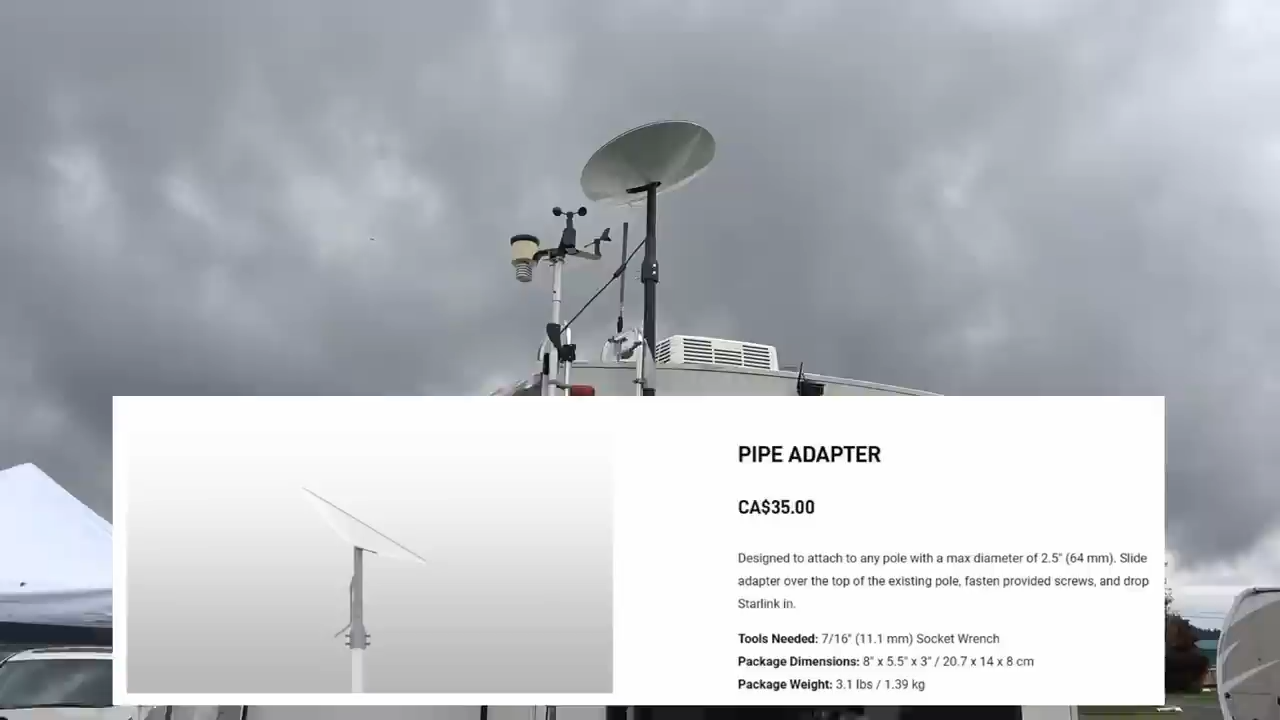 PIPE ADAPTER
CA$35.00
Designed to attach to any pole with a max diameter of 2.5" (64 mm). Slide
adapter over the top of the existing pole, fasten provided screws, and drop
Starlink in.
Tools Needed: 7/16" (11.1 mm) Socket Wrench
Package Dimensions: 8" x 5.5" x 3" / 20.7 x 14 x 8 cm
Package Weight: 3.1 lbs / 1.39 kg